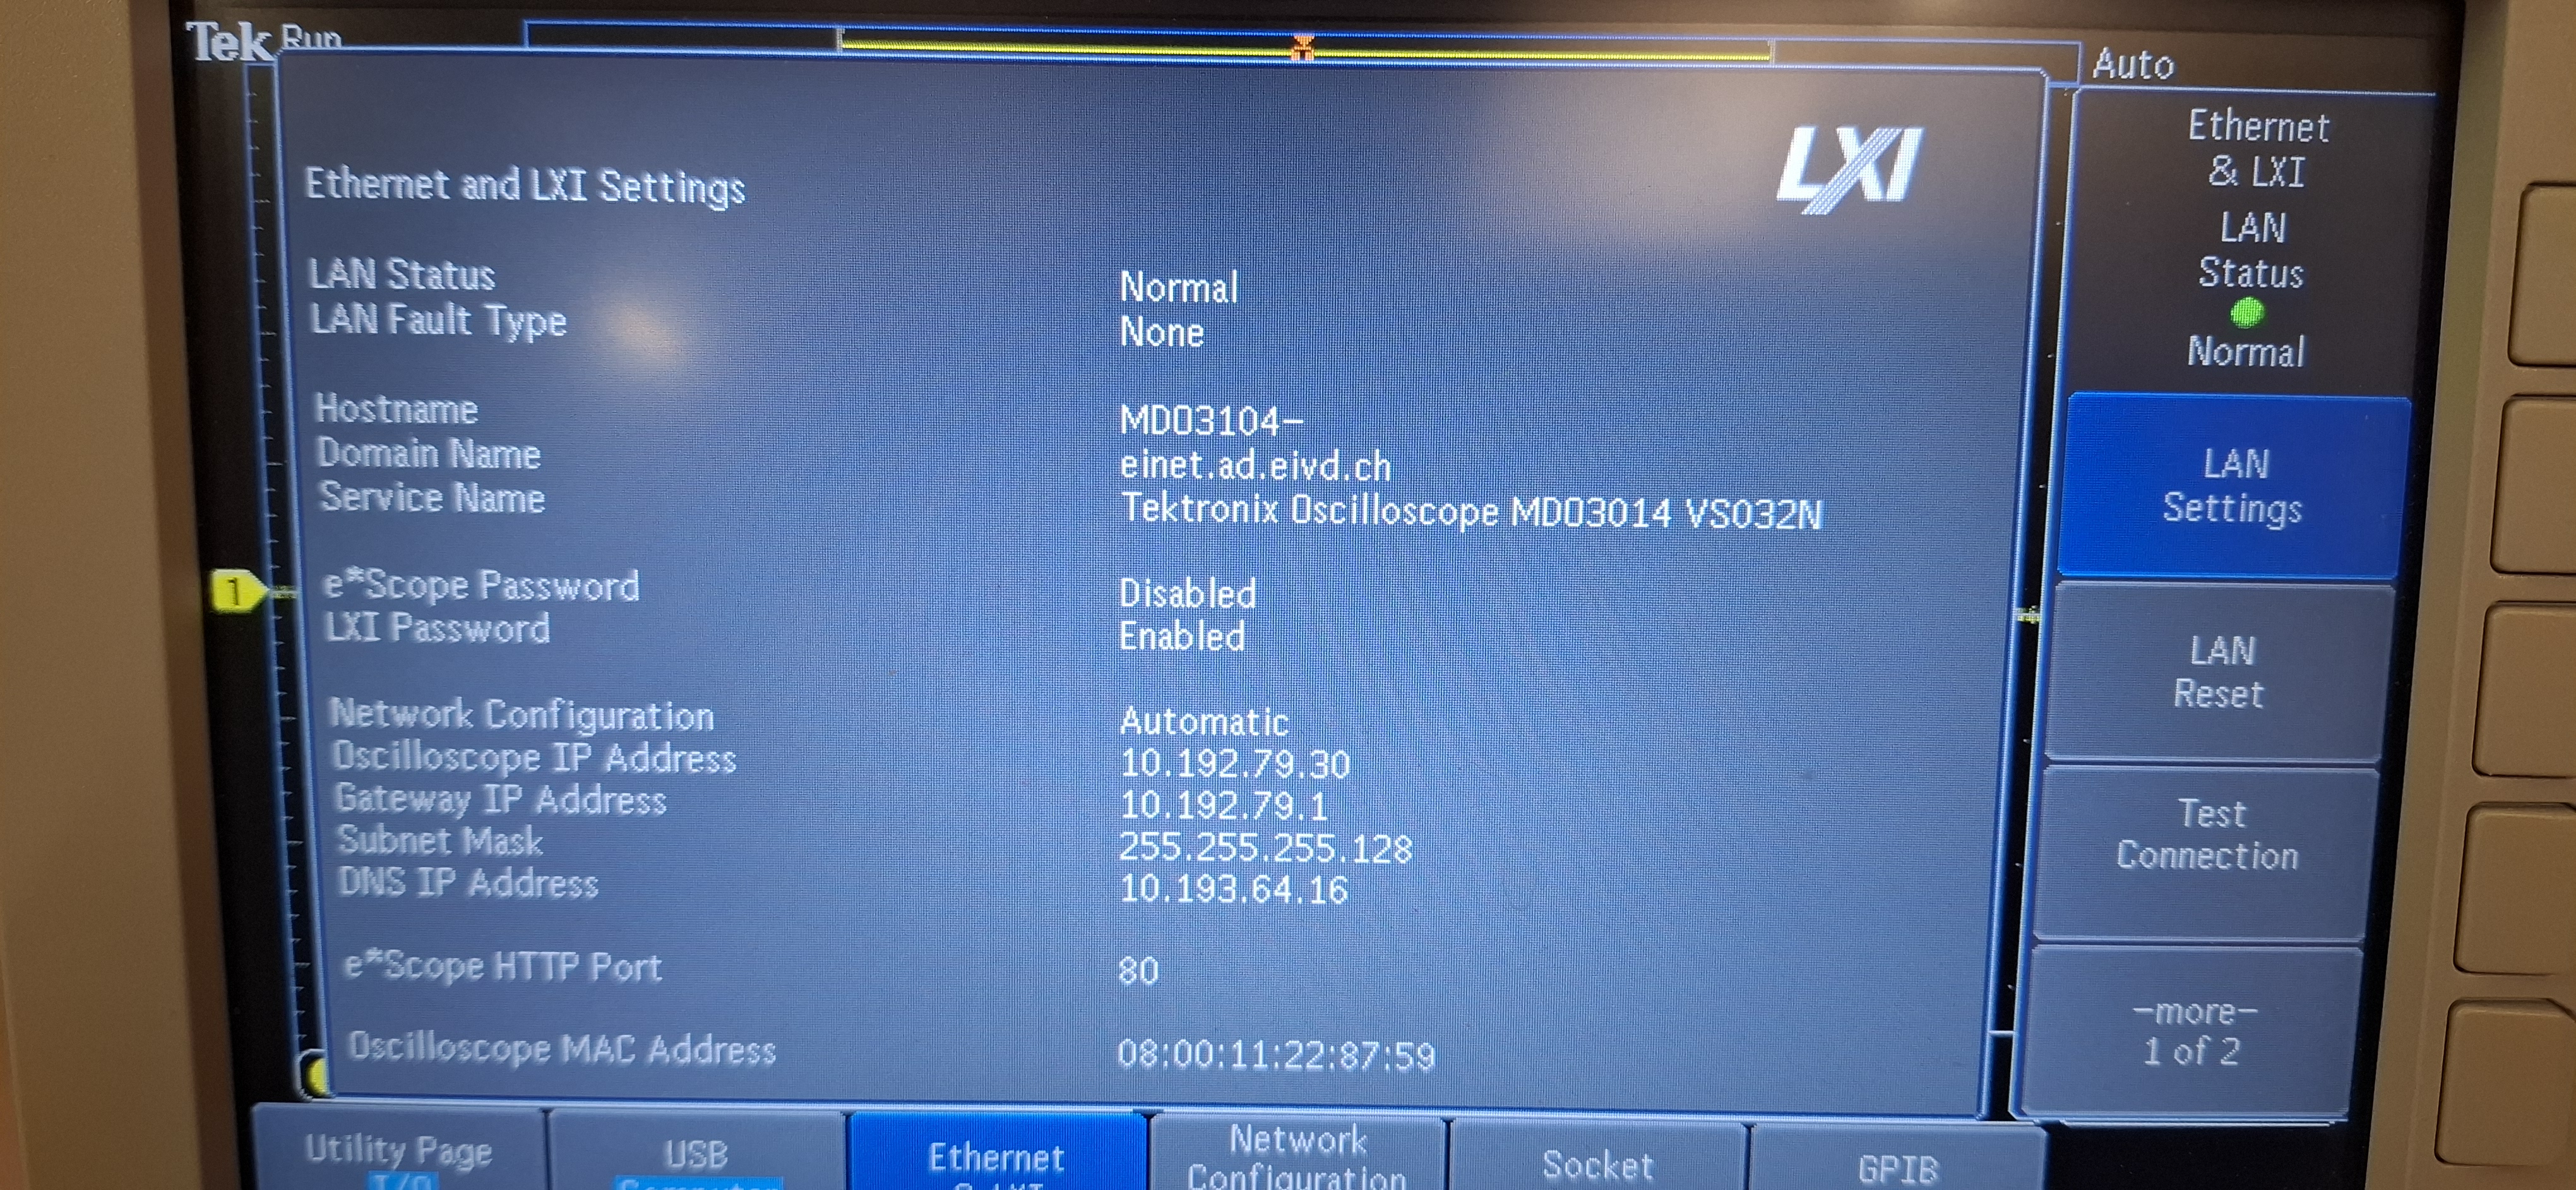 Tek Run
Auto
LXI
Ethernet and LXI Settings
LAN Status Normal
LAN Fault Type None
Hostname MDO3104-
Domain Name einet.ad.eivd.ch
Service Name Tektronix Oscilloscope MDO3014 VS032N
e*Scope Password Disabled
LXI Password Enabled
Network Configuration Automatic
Oscilloscope IP Address 10.192.79.30
Gateway IP Address 10.192.79.1
Subnet Mask 255.255.255.128
DNS IP Address 10.193.64.16
e*Scope HTTP Port 80
Oscilloscope MAC Address 08:00:11:22:87:59
1
Ethernet
& LXI
LAN
Status
Normal
LAN
Settings
LAN
Reset
Test
Connection
-more-
1 of 2
Utility Page
I/O
USB
Computer
Ethernet
& LXI
Network
Configuration
Socket
GPIB